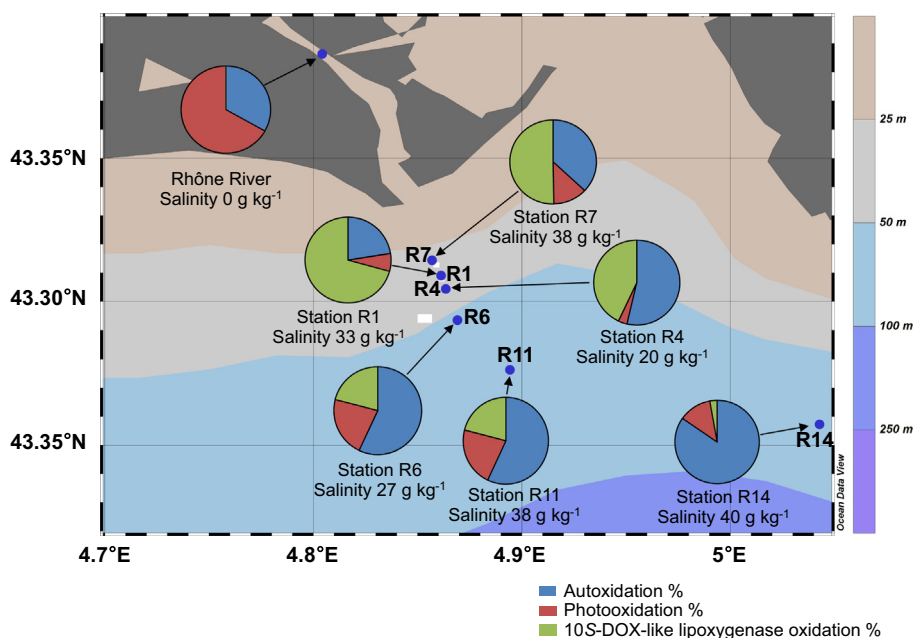 25 m
50 m
100 m
250 m
Ocean Data View
43.35°N
43.30°N
43.35°N
4.7°E
4.8°E
4.9°E
5°E
Rhône River
Salinity 0 g kg-1
Station R7
Salinity 38 g kg-1
R7
R1
R4
R6
R11
R14
Station R1
Salinity 33 g kg-1
Station R4
Salinity 20 g kg-1
Station R6
Salinity 27 g kg-1
Station R11
Salinity 38 g kg-1
Station R14
Salinity 40 g kg-1
Autoxidation %
Photooxidation %
10S-DOX-like lipoxygenase oxidation %